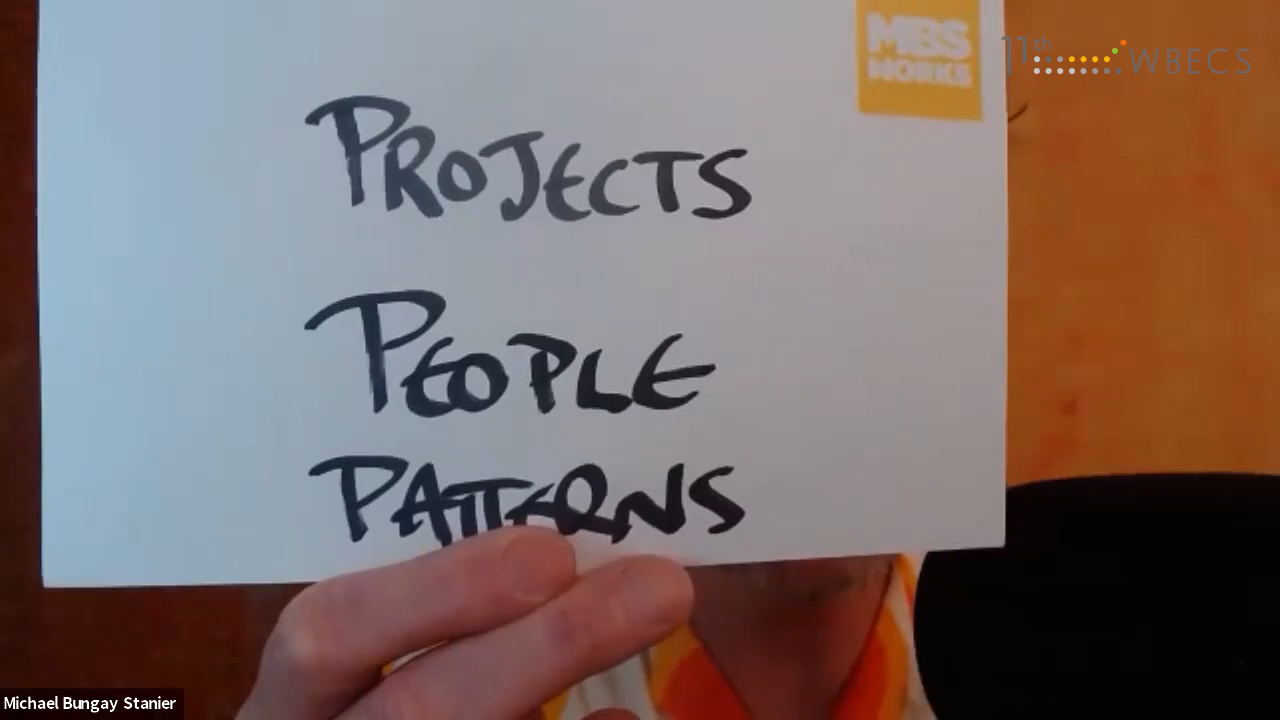 MBS
WORKS
11th WBECS
PROJECTS
PEOPLE
PATTERNS
Michael Bungay Stanier